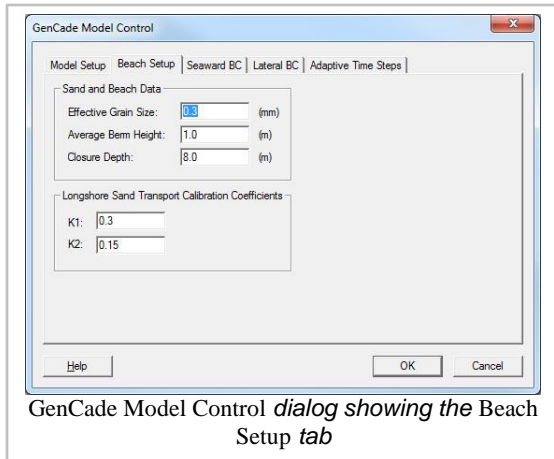 GenCade Model Control
x
Model Setup Beach Setup Seaward BC Lateral BC Adaptive Time Steps
Sand and Beach Data
Effective Grain Size: 0.3 (mm)
Average Berm Height: 1.0 (m)
Closure Depth: 8.0 (m)
Longshore Sand Transport Calibration Coefficients
K1: 0.3
K2: 0.15
Help OK Cancel
GenCade Model Control dialog showing the Beach
Setup tab